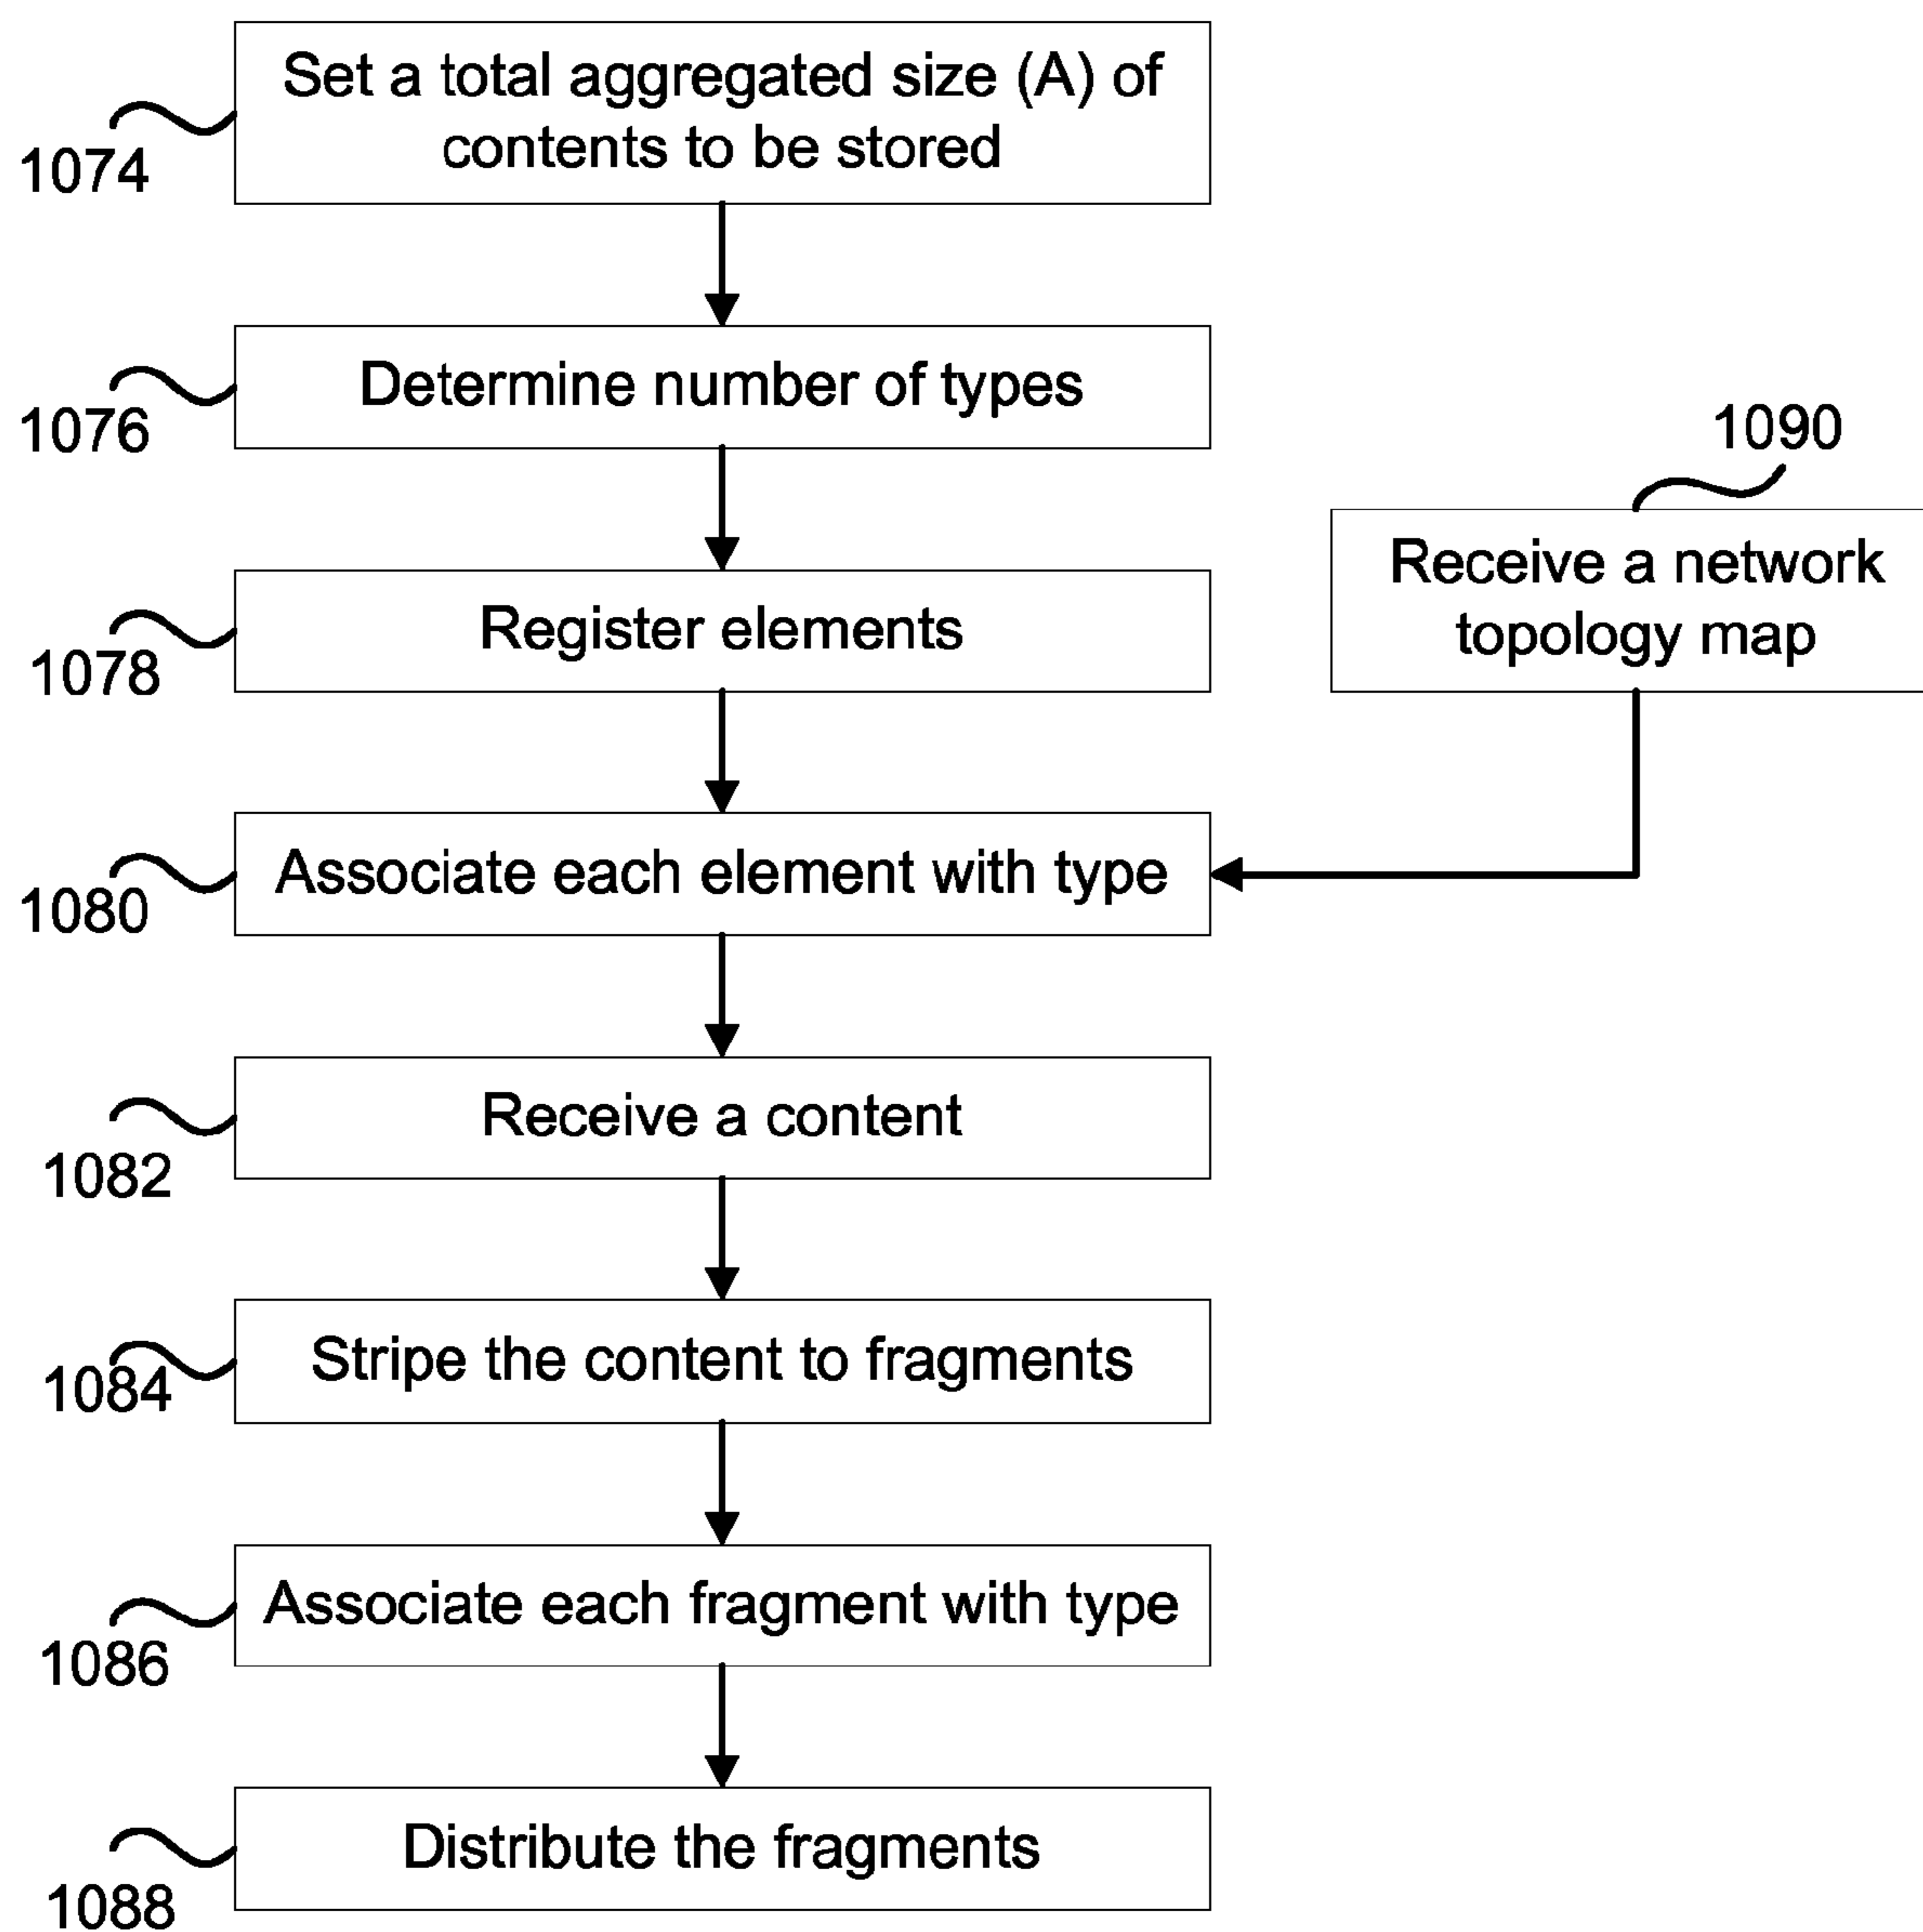 Set a total aggregated size (A) of
contents to be stored
1074
Determine number of types
1076
1090
Receive a network
topology map
Register elements
1078
Associate each element with type
1080
Receive a content
1082
Stripe the content to fragments
1084
Associate each fragment with type
1086
Distribute the fragments
1088